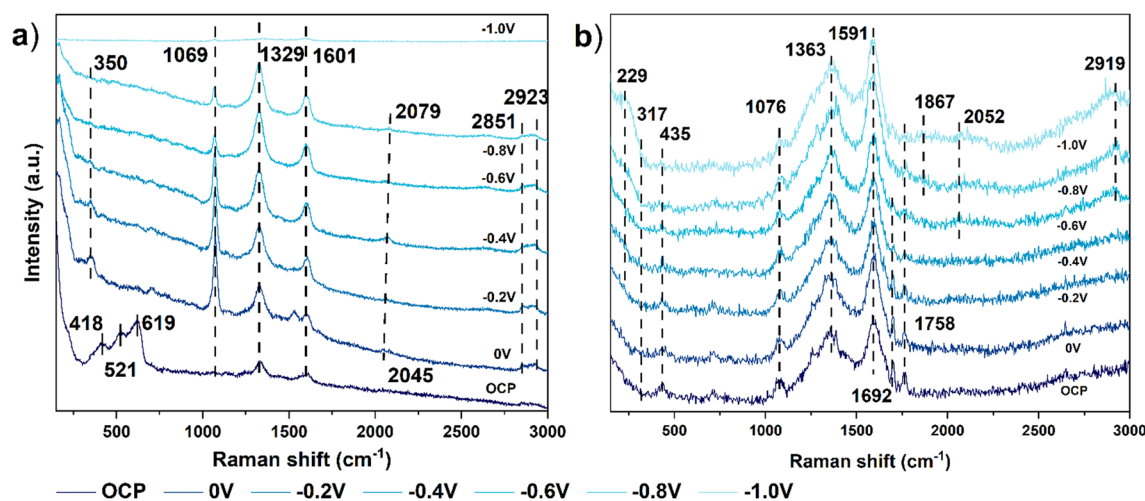 a)
-1.0V
350
1069
1329
1601
2079
2923
2851
-0.8V
-0.6V
-0.4V
-0.2V
0V
418
619
521
2045
OCP
Intensity (a.u.)
500 1000 1500 2000 2500 3000
Raman shift (cm⁻¹)
b)
1591
1363
229
317
435
1076
1867
2052
2919
-1.0V
-0.8V
-0.6V
-0.4V
-0.2V
1758
0V
1692
OCP
500 1000 1500 2000 2500 3000
Raman shift (cm⁻¹)
OCP 0V -0.2V -0.4V -0.6V -0.8V -1.0V